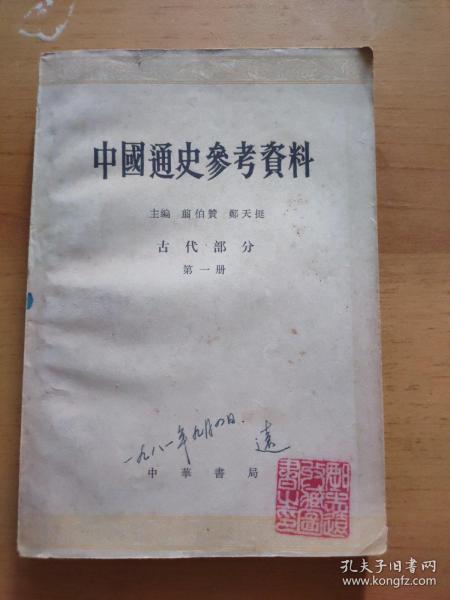 中國通史參考資料
主編 翦伯贊 鄭天挺
古代部分
第一册
一九八一年九月四日. 遠
中華書局
孔夫子旧书网
www.kongfz.com